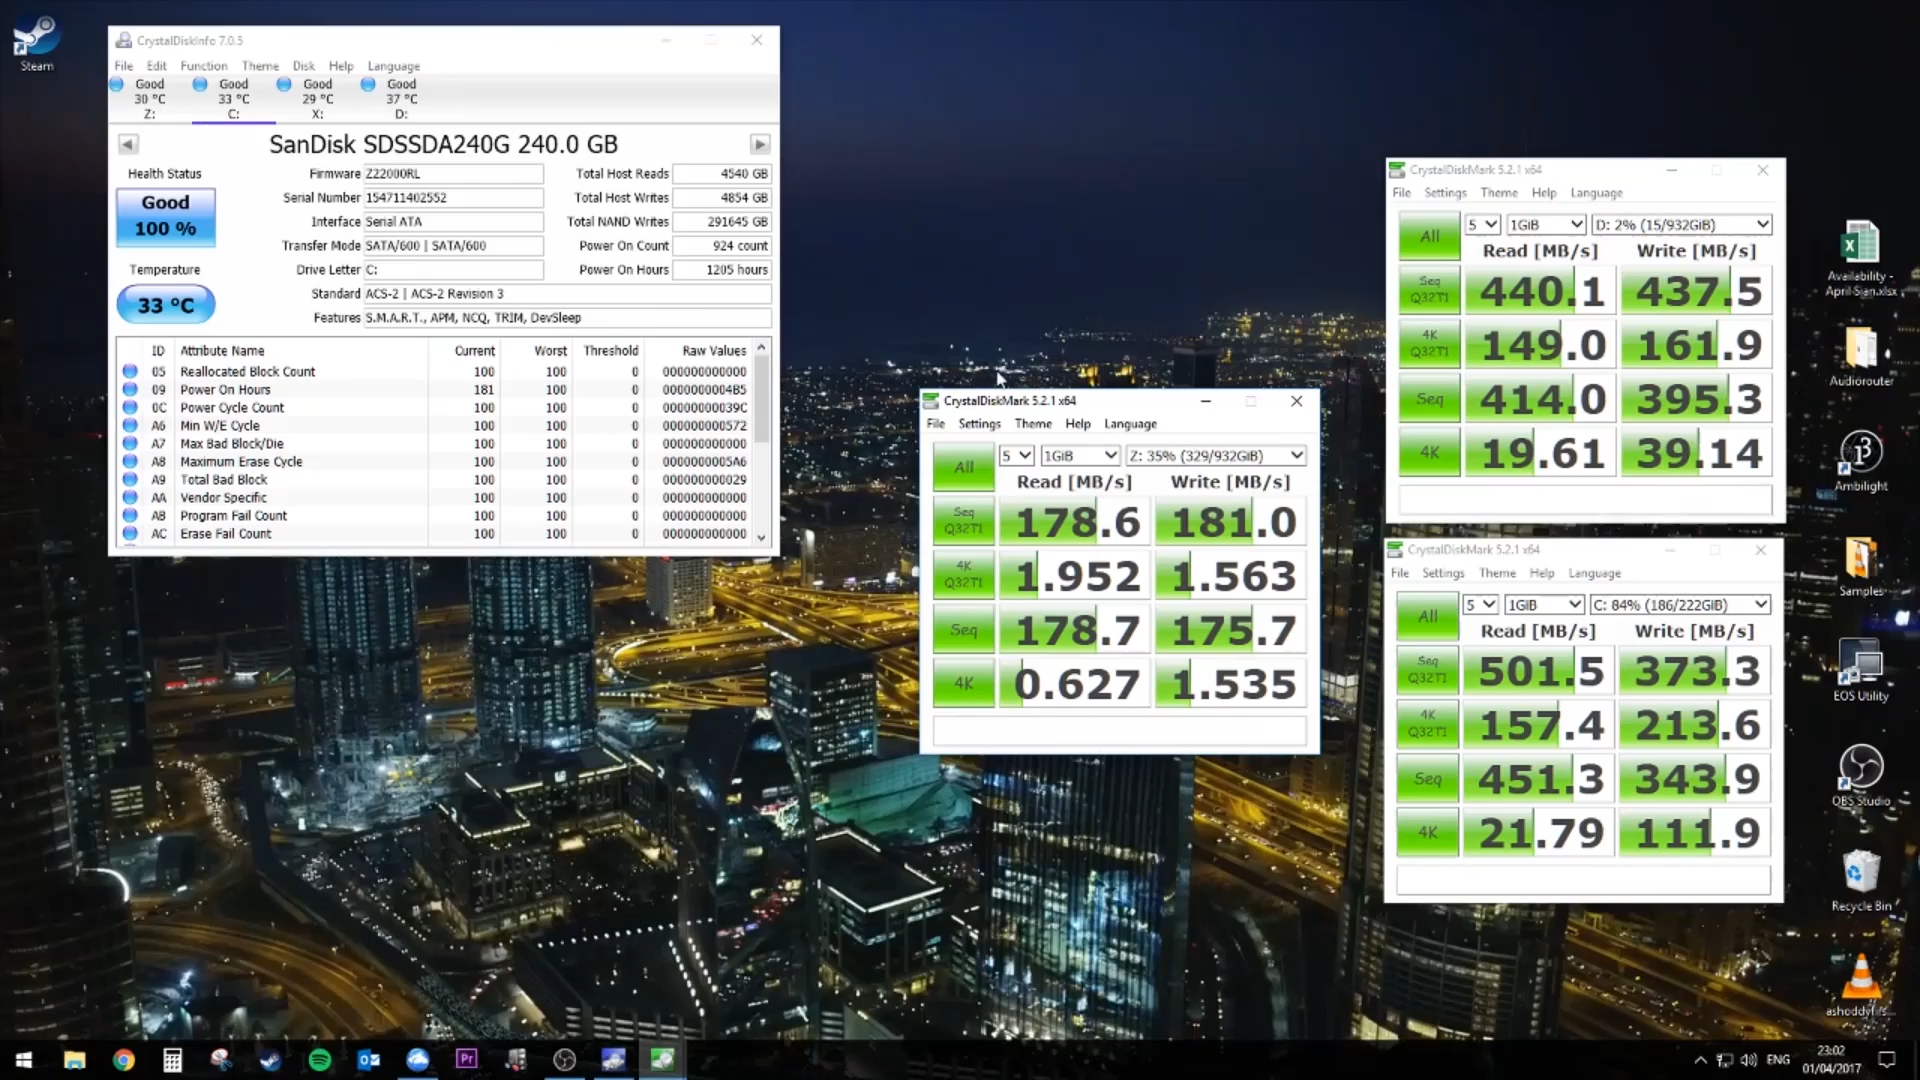 Steam
CrystalDiskInfo 7.0.5
File Edit Function Theme Disk Help Language
Good Good Good Good
30 °C 33 °C 29 °C 37 °C
Z: C: X: D:
SanDisk SDSSDA240G 240.0 GB
Health Status
Good
100 %
Temperature
33 °C
Firmware Z22000RL
Serial Number 154711402552
Interface Serial ATA
Transfer Mode SATA/600 | SATA/600
Drive Letter C:
Standard ACS-2 | ACS-2 Revision 3
Features S.M.A.R.T., APM, NCQ, TRIM, DevSleep
Total Host Reads 4540 GB
Total Host Writes 4854 GB
Total NAND Writes 291645 GB
Power On Count 924 count
Power On Hours 1205 hours
ID Attribute Name Current Worst Threshold Raw Values
05 Reallocated Block Count 100 100 0 000000000000
09 Power On Hours 181 100 0 0000000004B5
0C Power Cycle Count 100 100 0 00000000039C
A6 Min W/E Cycle 100 100 0 000000000572
A7 Max Bad Block/Die 100 100 0 000000000000
A8 Maximum Erase Cycle 100 100 0 0000000005A6
A9 Total Bad Block 100 100 0 000000000029
AA Vendor Specific 100 100 0 000000000000
AB Program Fail Count 100 100 0 000000000000
AC Erase Fail Count 100 100 0 000000000000
CrystalDiskMark 5.2.1 x64
File Settings Theme Help Language
All 5 1GiB Z: 35% (329/932GiB)
Read [MB/s] Write [MB/s]
Seq Q32T1 178.6 181.0
4K Q32T1 1.952 1.563
Seq 178.7 175.7
4K 0.627 1.535
CrystalDiskMark 5.2.1 x64
File Settings Theme Help Language
All 5 1GiB D: 2% (15/932GiB)
Read [MB/s] Write [MB/s]
Seq Q32T1 440.1 437.5
4K Q32T1 149.0 161.9
Seq 414.0 395.3
4K 19.61 39.14
CrystalDiskMark 5.2.1 x64
File Settings Theme Help Language
All 5 1GiB C: 84% (186/222GiB)
Read [MB/s] Write [MB/s]
Seq Q32T1 501.5 373.3
4K Q32T1 157.4 213.6
Seq 451.3 343.9
4K 21.79 111.9
Availability -
April-Sian.xlsx
Audiorouter
13
Ambilight
Samples
EOS Utility
OBS Studio
Recycle Bin
Pr
ENG
23:02
01/04/2017